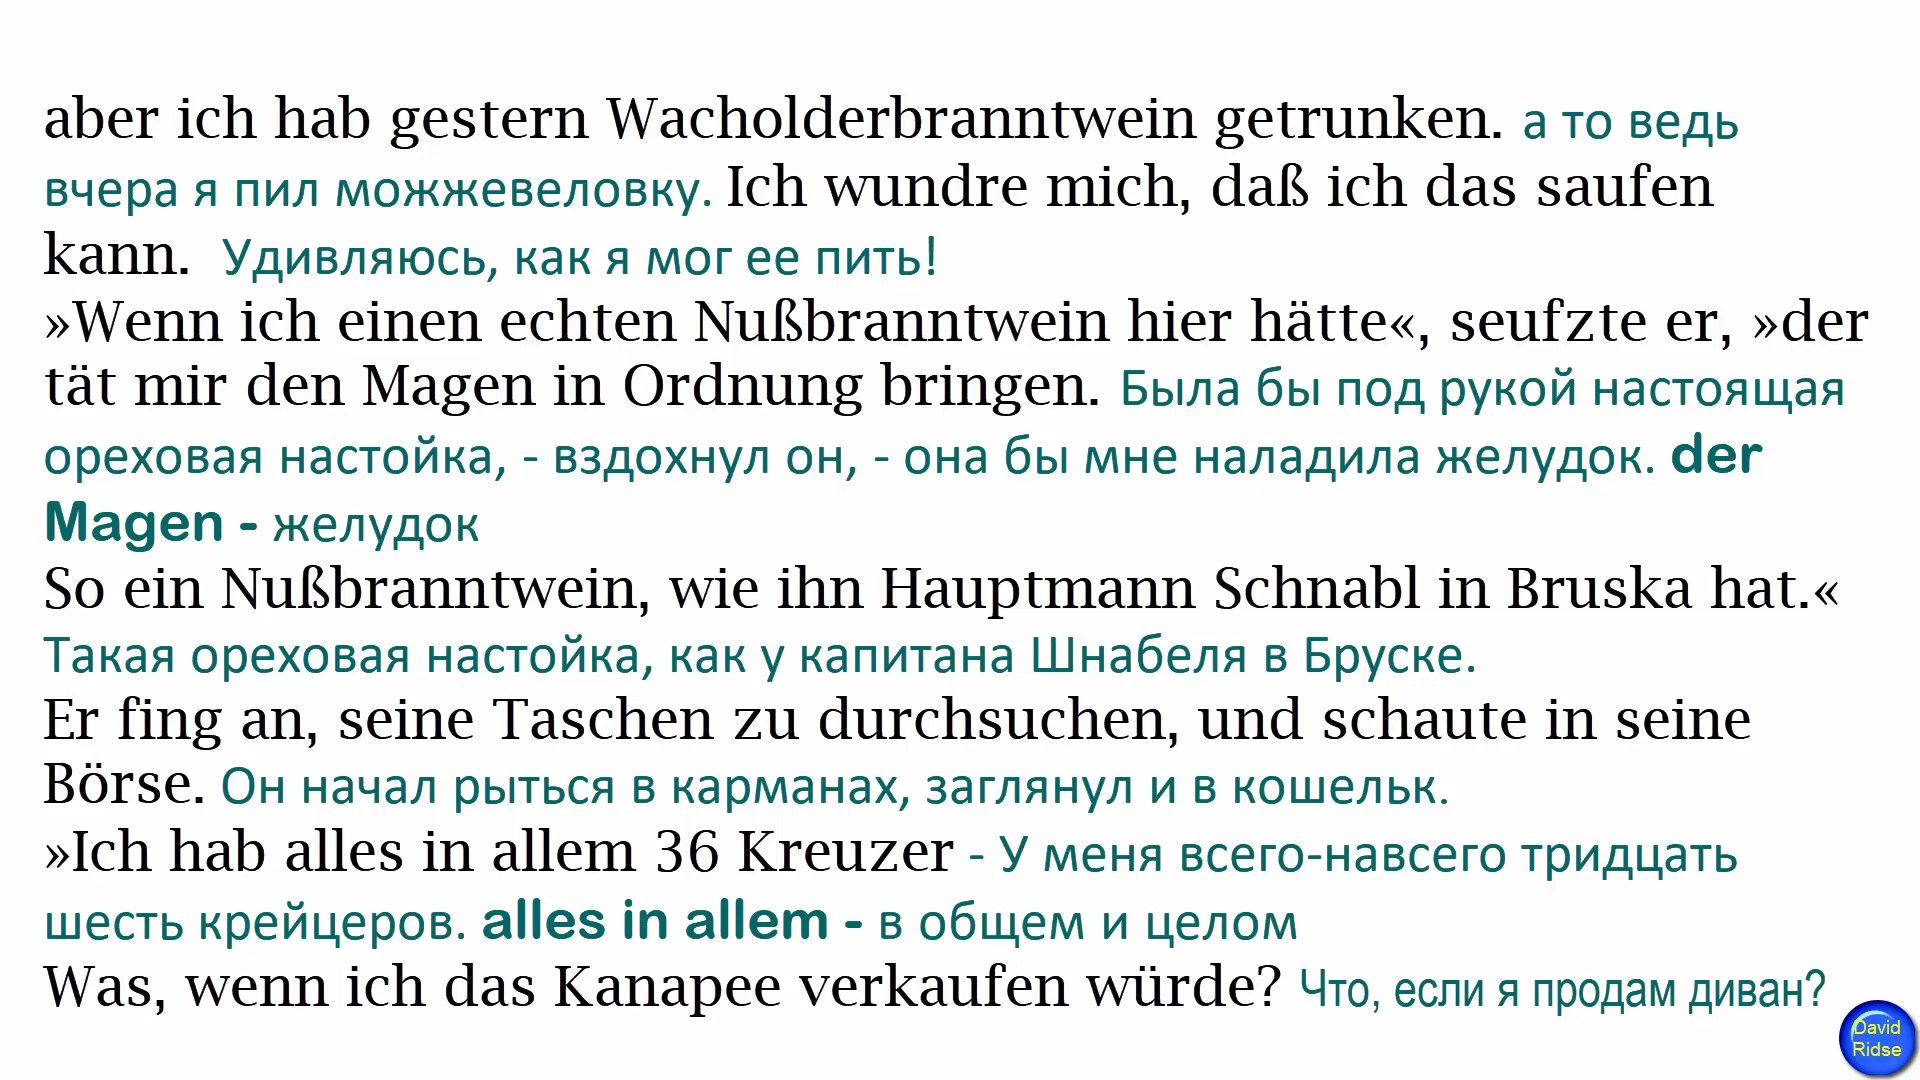 aber ich hab gestern Wacholderbranntwein getrunken. а то ведь
вчера я пил можжевеловку. Ich wundre mich, daß ich das saufen
kann. Удивляюсь, как я мог ее пить!
»Wenn ich einen echten Nußbranntwein hier hätte«, seufzte er, »der
tät mir den Magen in Ordnung bringen. Была бы под рукой настоящая
ореховая настойка, - вздохнул он, - она бы мне наладила желудок. der
Magen - желудок
So ein Nußbranntwein, wie ihn Hauptmann Schnabl in Bruska hat.«
Такая ореховая настойка, как у капитана Шнабеля в Бруске.
Er fing an, seine Taschen zu durchsuchen, und schaute in seine
Börse. Он начал рыться в карманах, заглянул и в кошельк.
»Ich hab alles in allem 36 Kreuzer - У меня всего-навсего тридцать
шесть крейцеров. alles in allem - в общем и целом
Was, wenn ich das Kanapee verkaufen würde? Что, если я продам диван?
David
Ridse